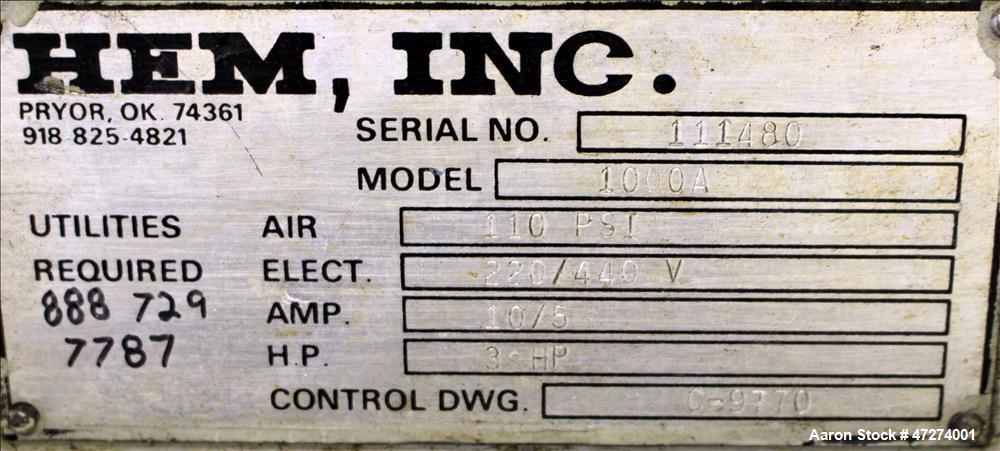 HEM, INC.
PRYOR, OK. 74361
918 825-4821
SERIAL NO. 111480
MODEL 1000A
UTILITIES AIR 110 PSI
REQUIRED ELECT. 220/440 V
888 729 AMP. 10/5
7787 H.P. 3 HP
CONTROL DWG. C-9770
Aaron Stock # 47274001